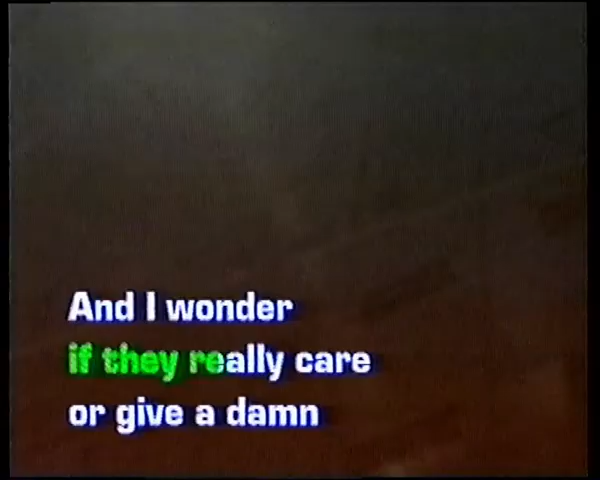 And I wonder
if they really care
or give a damn